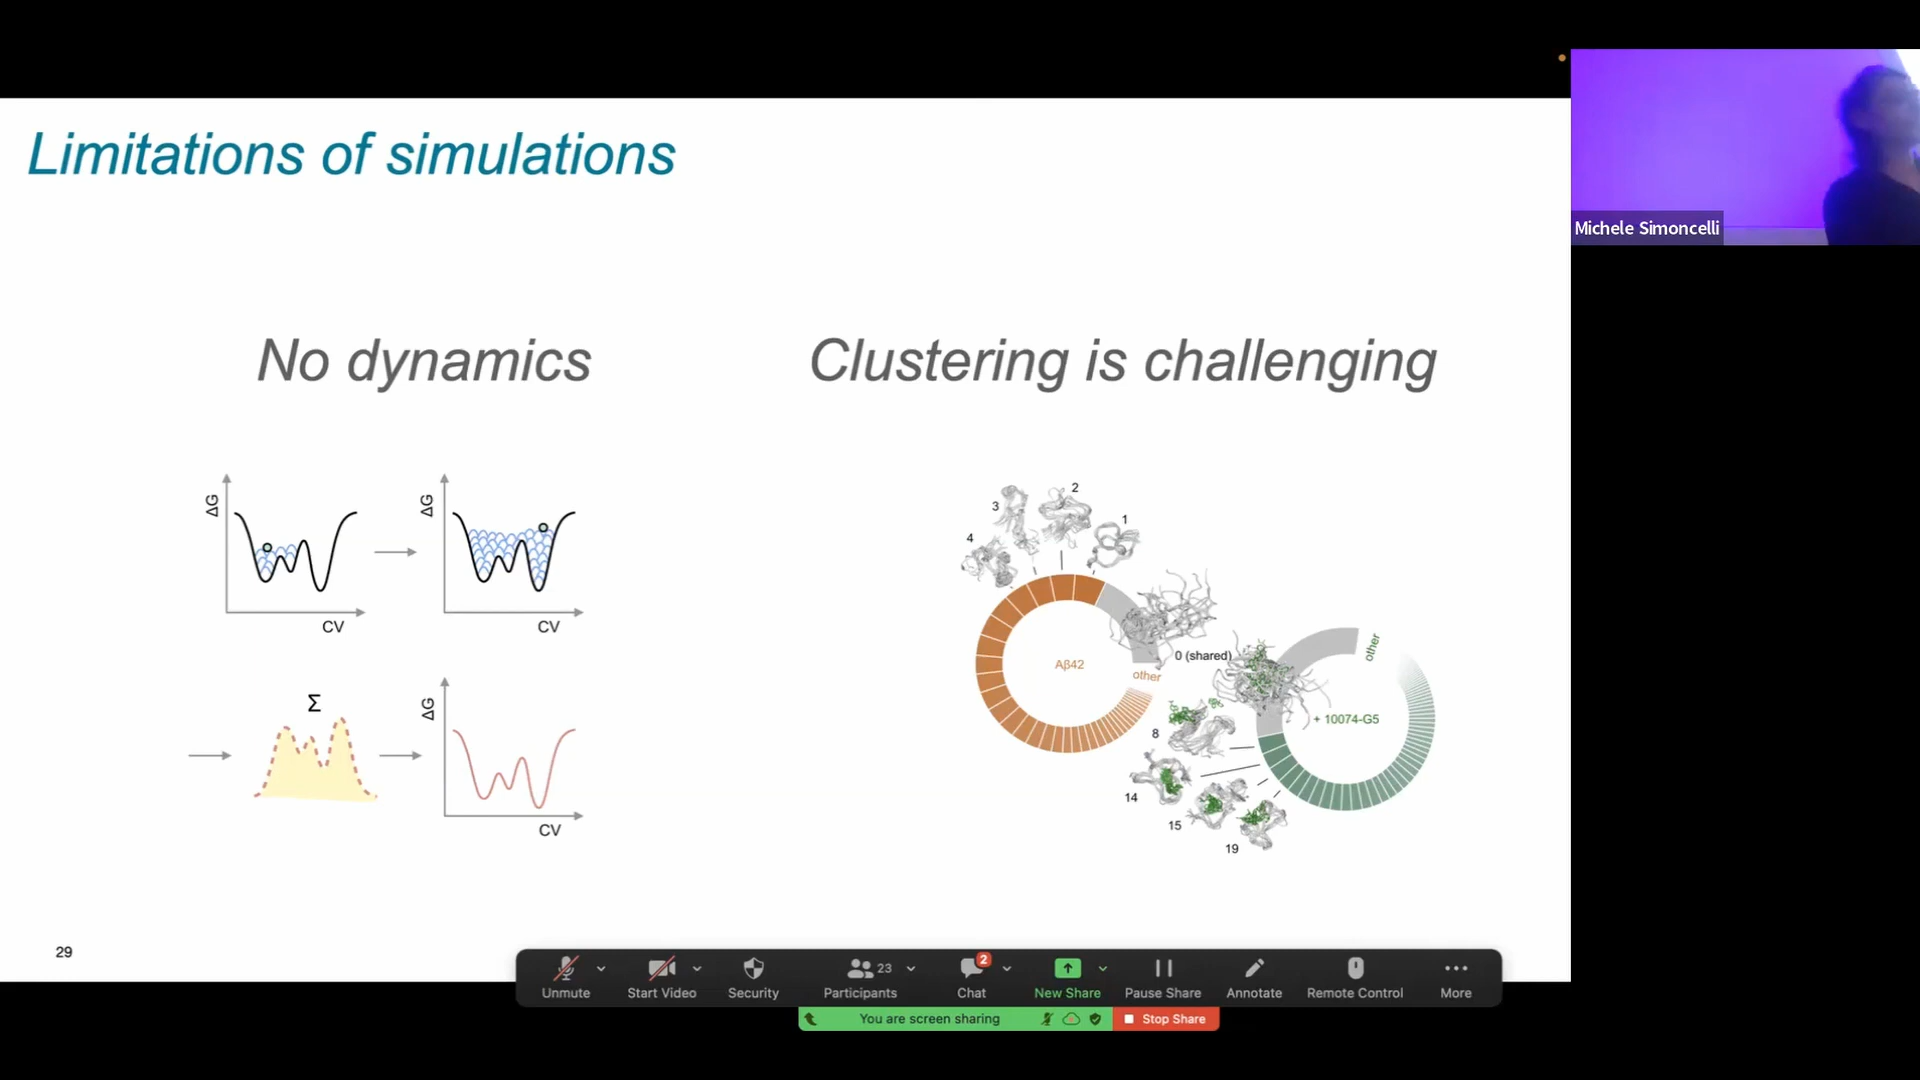 Limitations of simulations
Michele Simoncelli
No dynamics
Clustering is challenging
ΔG
CV
ΔG
CV
Σ
ΔG
CV
1
2
3
4
Aβ42
0 (shared)
other
other
+ 10074-G5
8
14
15
19
29
Unmute
Start Video
Security
23
Participants
2
Chat
New Share
Pause Share
Annotate
Remote Control
More
You are screen sharing
Stop Share